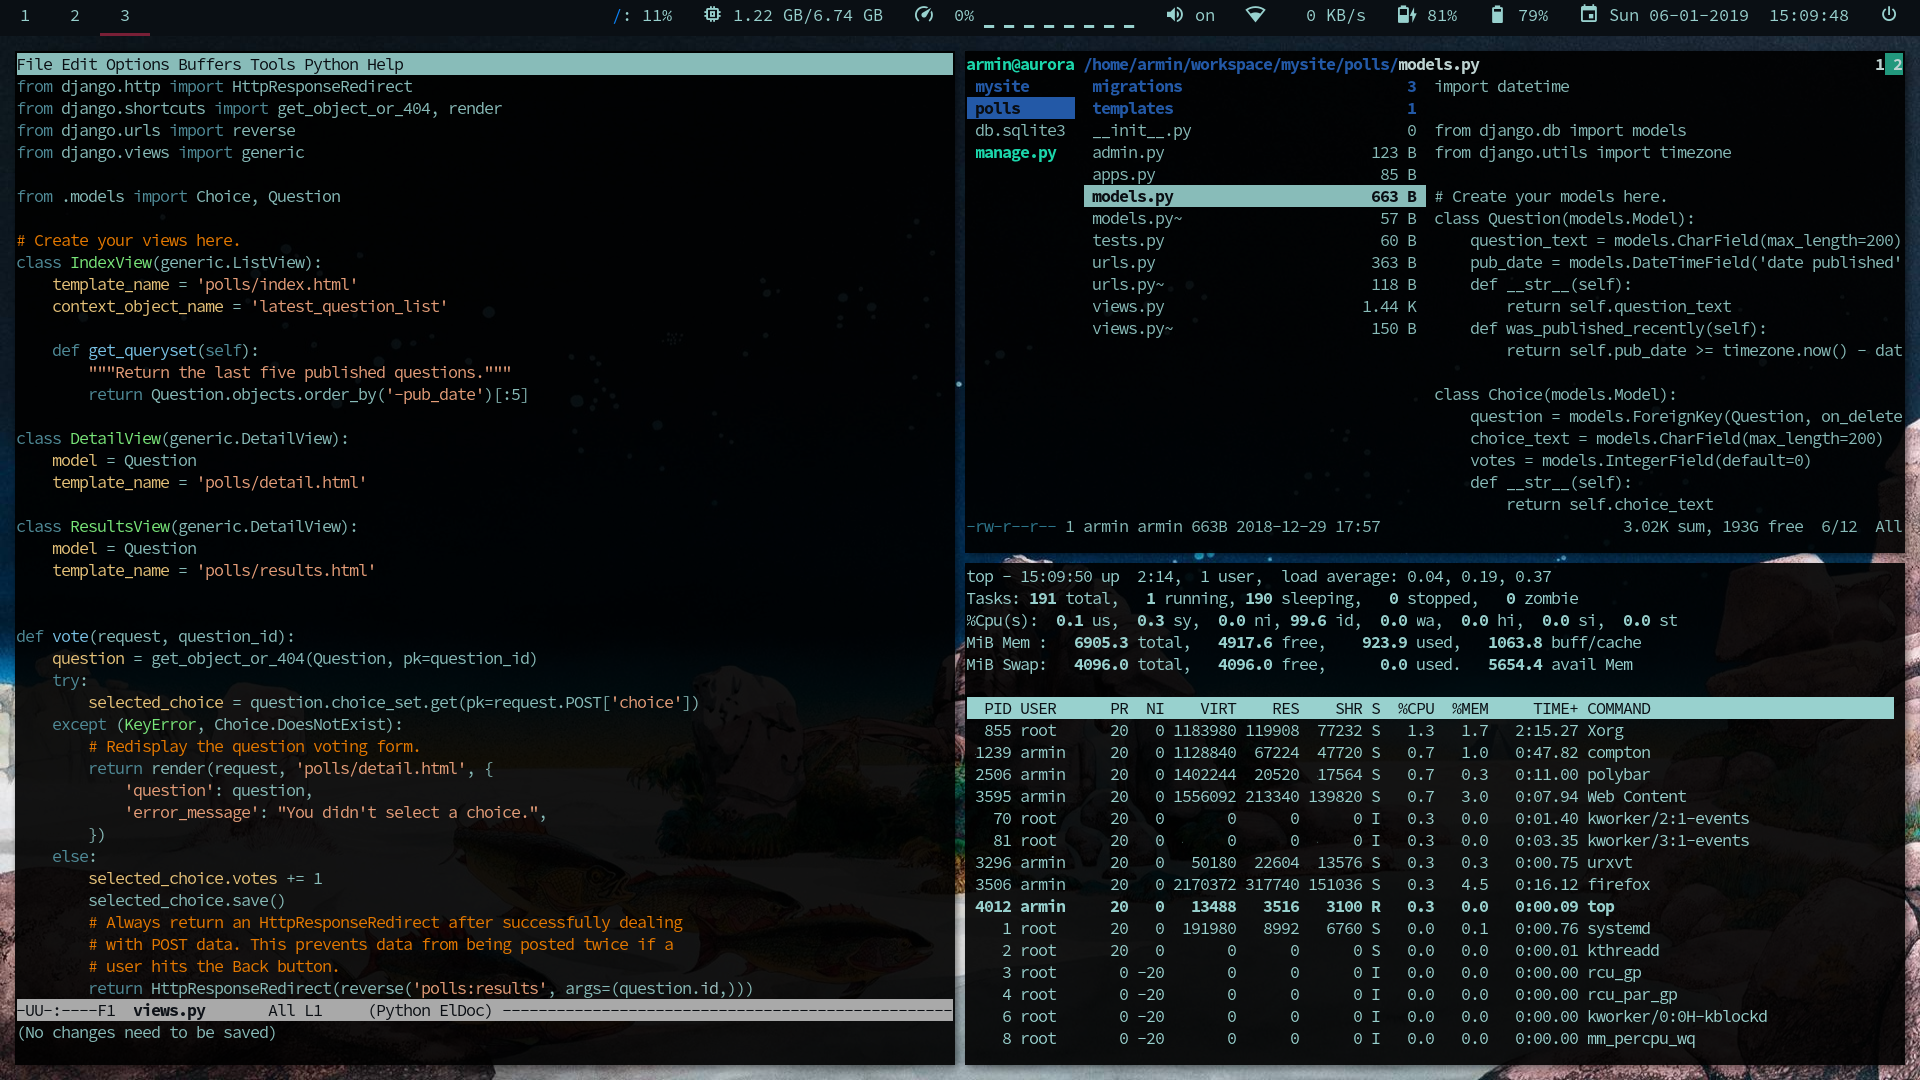 1 2 3 /: 11% 1.22 GB/6.74 GB 0% on 0 KB/s 81% 79% Sun 06-01-2019 15:09:48
File Edit Options Buffers Tools Python Help
from django.http import HttpResponseRedirect
from django.shortcuts import get_object_or_404, render
from django.urls import reverse
from django.views import generic

from .models import Choice, Question

# Create your views here.
class IndexView(generic.ListView):
    template_name = 'polls/index.html'
    context_object_name = 'latest_question_list'

    def get_queryset(self):
        """Return the last five published questions."""
        return Question.objects.order_by('-pub_date')[:5]

class DetailView(generic.DetailView):
    model = Question
    template_name = 'polls/detail.html'

class ResultsView(generic.DetailView):
    model = Question
    template_name = 'polls/results.html'


def vote(request, question_id):
    question = get_object_or_404(Question, pk=question_id)
    try:
        selected_choice = question.choice_set.get(pk=request.POST['choice'])
    except (KeyError, Choice.DoesNotExist):
        # Redisplay the question voting form.
        return render(request, 'polls/detail.html', {
            'question': question,
            'error_message': "You didn't select a choice.",
        })
    else:
        selected_choice.votes += 1
        selected_choice.save()
        # Always return an HttpResponseRedirect after successfully dealing
        # with POST data. This prevents data from being posted twice if a
        # user hits the Back button.
        return HttpResponseRedirect(reverse('polls:results', args=(question.id,)))
-UU-:----F1  views.py       All L1     (Python ElDoc) --------------------------------------------------
(No changes need to be saved)
armin@aurora /home/armin/workspace/mysite/polls/models.py 1 2
mysite
polls
db.sqlite3
manage.py
migrations 3
templates 1
__init__.py 0
admin.py 123 B
apps.py 85 B
models.py 663 B
models.py~ 57 B
tests.py 60 B
urls.py 363 B
urls.py~ 118 B
views.py 1.44 K
views.py~ 150 B
import datetime

from django.db import models
from django.utils import timezone

# Create your models here.
class Question(models.Model):
    question_text = models.CharField(max_length=200)
    pub_date = models.DateTimeField('date published'
    def __str__(self):
        return self.question_text
    def was_published_recently(self):
        return self.pub_date >= timezone.now() - dat

class Choice(models.Model):
    question = models.ForeignKey(Question, on_delete
    choice_text = models.CharField(max_length=200)
    votes = models.IntegerField(default=0)
    def __str__(self):
        return self.choice_text
-rw-r--r-- 1 armin armin 663B 2018-12-29 17:57 3.02K sum, 193G free  6/12  All
top - 15:09:50 up  2:14,  1 user,  load average: 0.04, 0.19, 0.37
Tasks: 191 total,   1 running, 190 sleeping,   0 stopped,   0 zombie
%Cpu(s):  0.1 us,  0.3 sy,  0.0 ni, 99.6 id,  0.0 wa,  0.0 hi,  0.0 si,  0.0 st
MiB Mem :   6905.3 total,   4917.6 free,    923.9 used,   1063.8 buff/cache
MiB Swap:   4096.0 total,   4096.0 free,      0.0 used.   5654.4 avail Mem

PID USER PR NI VIRT RES SHR S %CPU %MEM TIME+ COMMAND
855 root 20 0 1183980 119908 77232 S 1.3 1.7 2:15.27 Xorg
1239 armin 20 0 1128840 67224 47720 S 0.7 1.0 0:47.82 compton
2506 armin 20 0 1402244 20520 17564 S 0.7 0.3 0:11.00 polybar
3595 armin 20 0 1556092 213340 139820 S 0.7 3.0 0:07.94 Web Content
70 root 20 0 0 0 0 I 0.3 0.0 0:01.40 kworker/2:1-events
81 root 20 0 0 0 0 I 0.3 0.0 0:03.35 kworker/3:1-events
3296 armin 20 0 50180 22604 13576 S 0.3 0.3 0:00.75 urxvt
3506 armin 20 0 2170372 317740 151036 S 0.3 4.5 0:16.12 firefox
4012 armin 20 0 13488 3516 3100 R 0.3 0.0 0:00.09 top
1 root 20 0 191980 8992 6760 S 0.0 0.1 0:00.76 systemd
2 root 20 0 0 0 0 S 0.0 0.0 0:00.01 kthreadd
3 root 0 -20 0 0 0 I 0.0 0.0 0:00.00 rcu_gp
4 root 0 -20 0 0 0 I 0.0 0.0 0:00.00 rcu_par_gp
6 root 0 -20 0 0 0 I 0.0 0.0 0:00.00 kworker/0:0H-kblockd
8 root 0 -20 0 0 0 I 0.0 0.0 0:00.00 mm_percpu_wq